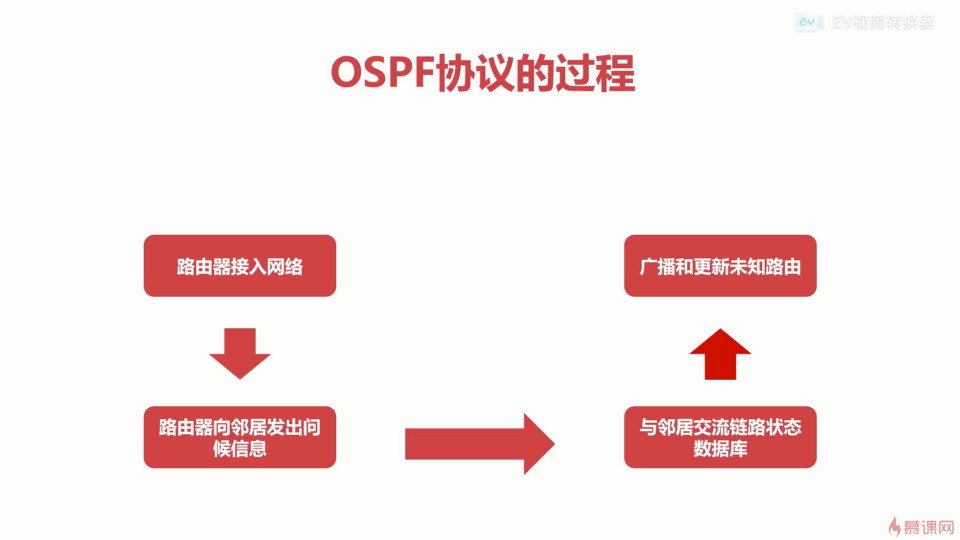 EV视频转换器
OSPF协议的过程
路由器接入网络
路由器向邻居发出问
候信息
与邻居交流链路状态
数据库
广播和更新未知路由
慕课网